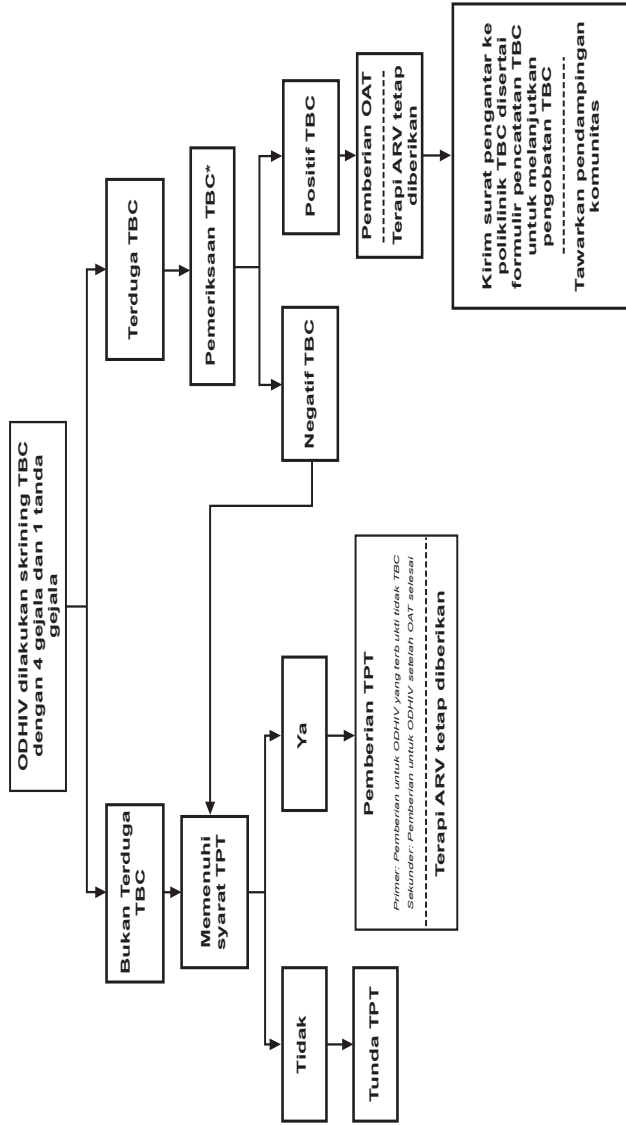 ODHIV dilakukan skrining TBC
dengan 4 gejala dan 1 tanda
gejala
Bukan Terduga
TBC
Terduga TBC
Memenuhi
syarat TPT
Pemeriksaan TBC*
Tidak
Ya
Negatif TBC
Positif TBC
Tunda TPT
Pemberian TPT
Primer: Pemberian untuk ODHIV yang terb ukti tidak TBC
Sekunder: Pemberian untuk ODHIV setelah OAT selesai
Terapi ARV tetap diberikan
Pemberian OAT
Terapi ARV tetap
diberikan
Kirim surat pengantar ke
poliklinik TBC disertai
formulir pencatatan TBC
untuk melanjutkan
pengobatan TBC
Tawarkan pendampingan
komunitas